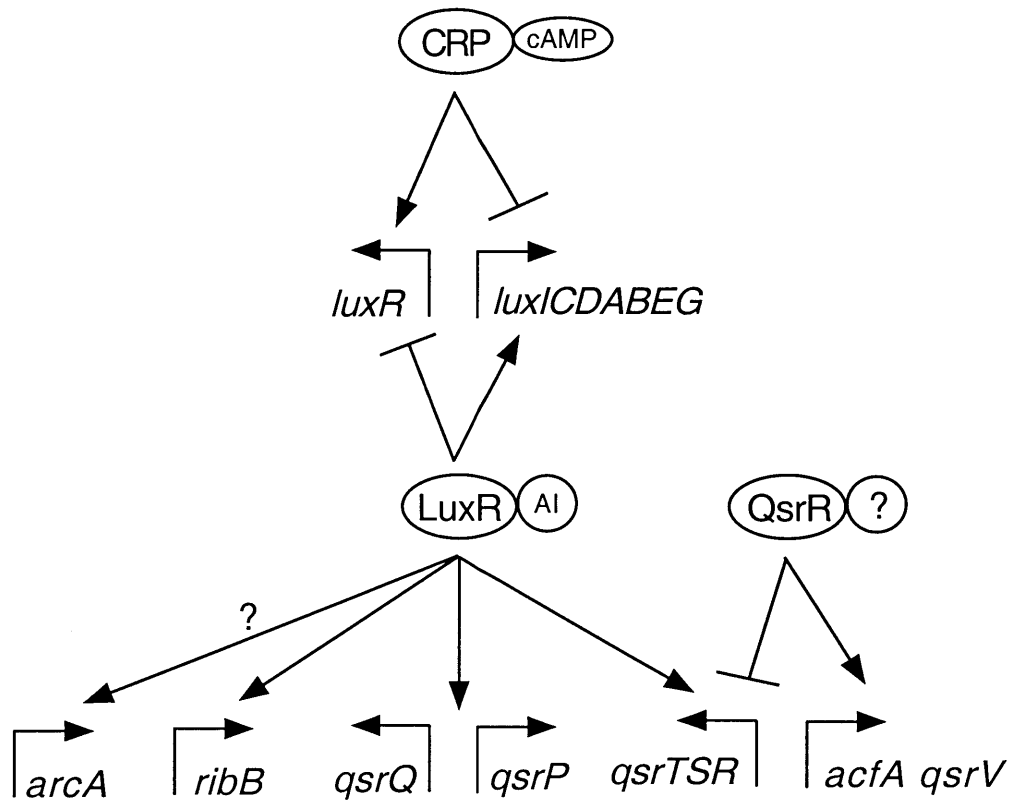 CRP cAMP
luxR luxICDABEG
LuxR AI QsrR ?
?
arcA ribB qsrQ qsrP qsrTSR acfA qsrV